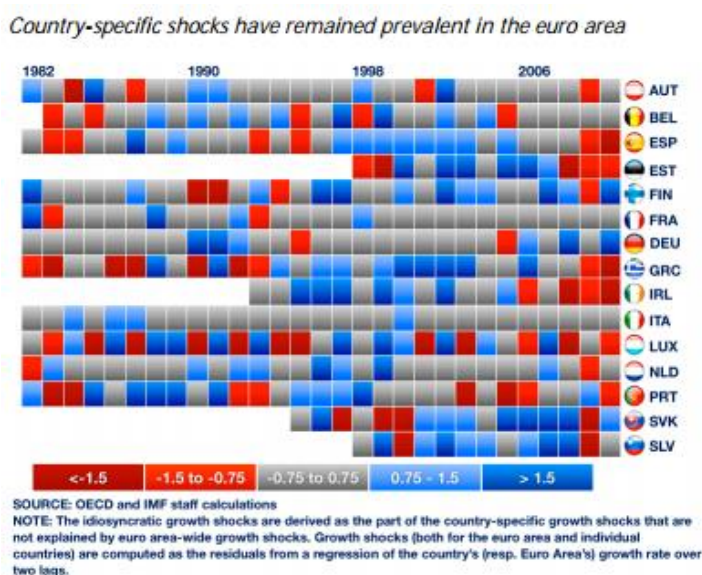 Country-specific shocks have remained prevalent in the euro area
1982 1990 1998 2006
AUT
BEL
ESP
EST
FIN
FRA
DEU
GRC
IRL
ITA
LUX
NLD
PRT
SVK
SLV
<-1.5 -1.5 to -0.75 -0.75 to 0.75 0.75 - 1.5 > 1.5
SOURCE: OECD and IMF staff calculations
NOTE: The idiosyncratic growth shocks are derived as the part of the country-specific growth shocks that are
not explained by euro area-wide growth shocks. Growth shocks (both for the euro area and individual
countries) are computed as the residuals from a regression of the country's (resp. Euro Area's) growth rate over
two lags.